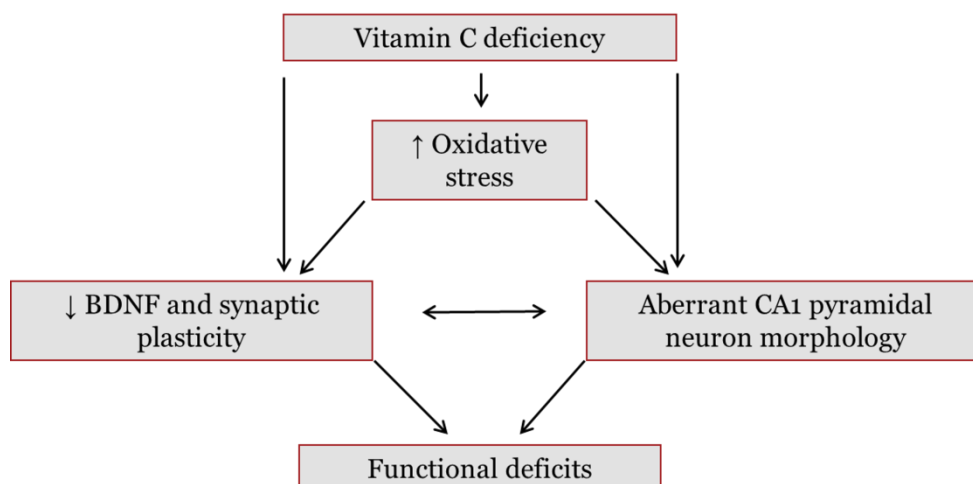 Vitamin C deficiency
↑ Oxidative
stress
↓ BDNF and synaptic
plasticity
Aberrant CA1 pyramidal
neuron morphology
Functional deficits